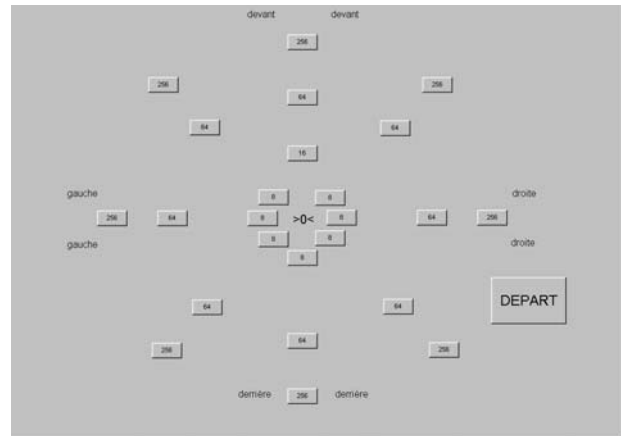 devant devant
256
256 256
64
64 64
16
gauche droite
8 8
256 64 8 >0< 8 64 256
gauche 8 8 droite
8
64 64
DEPART
64
256 256
derrière 256 derrière